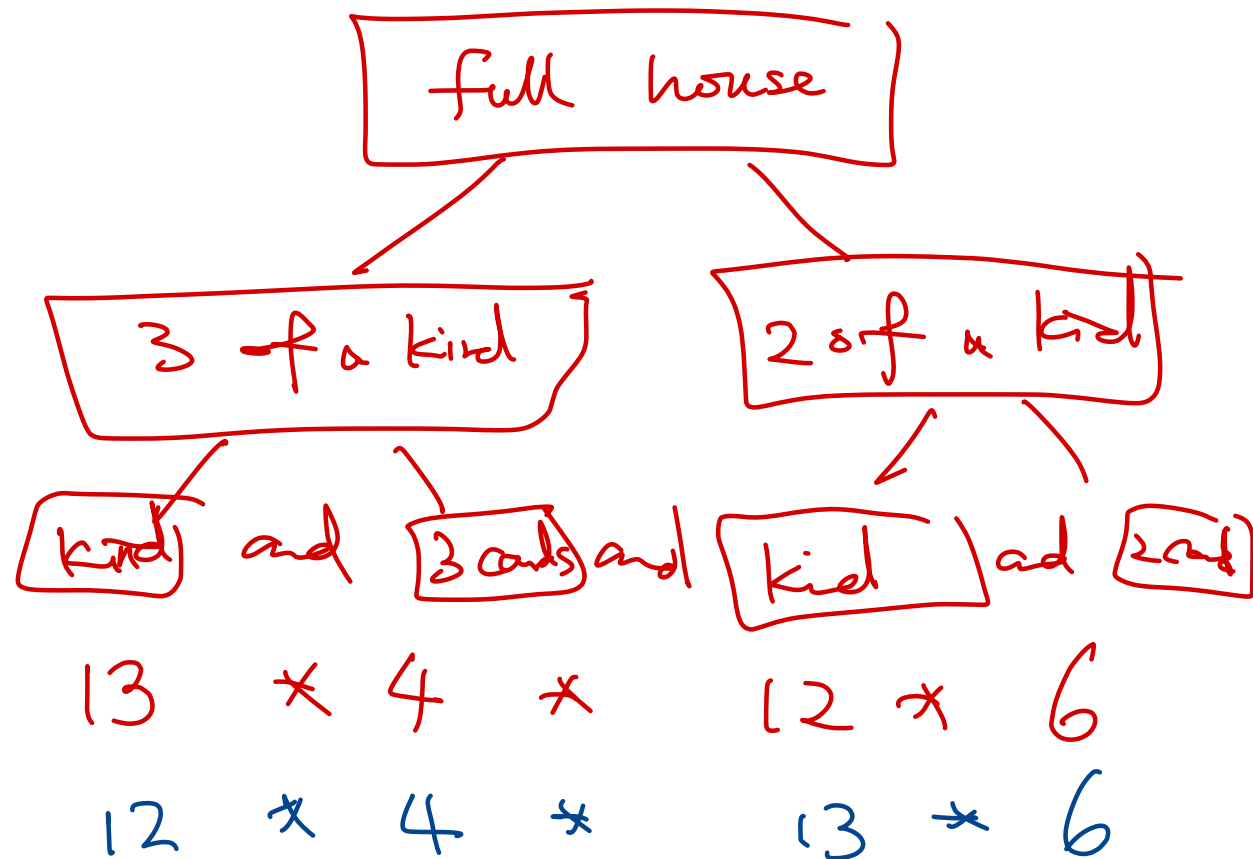 full house
3 of a kind 2 of a kind
kind and 3 cards and kid and 2 cards
13 * 4 * 12 * 6
12 * 4 * 13 * 6